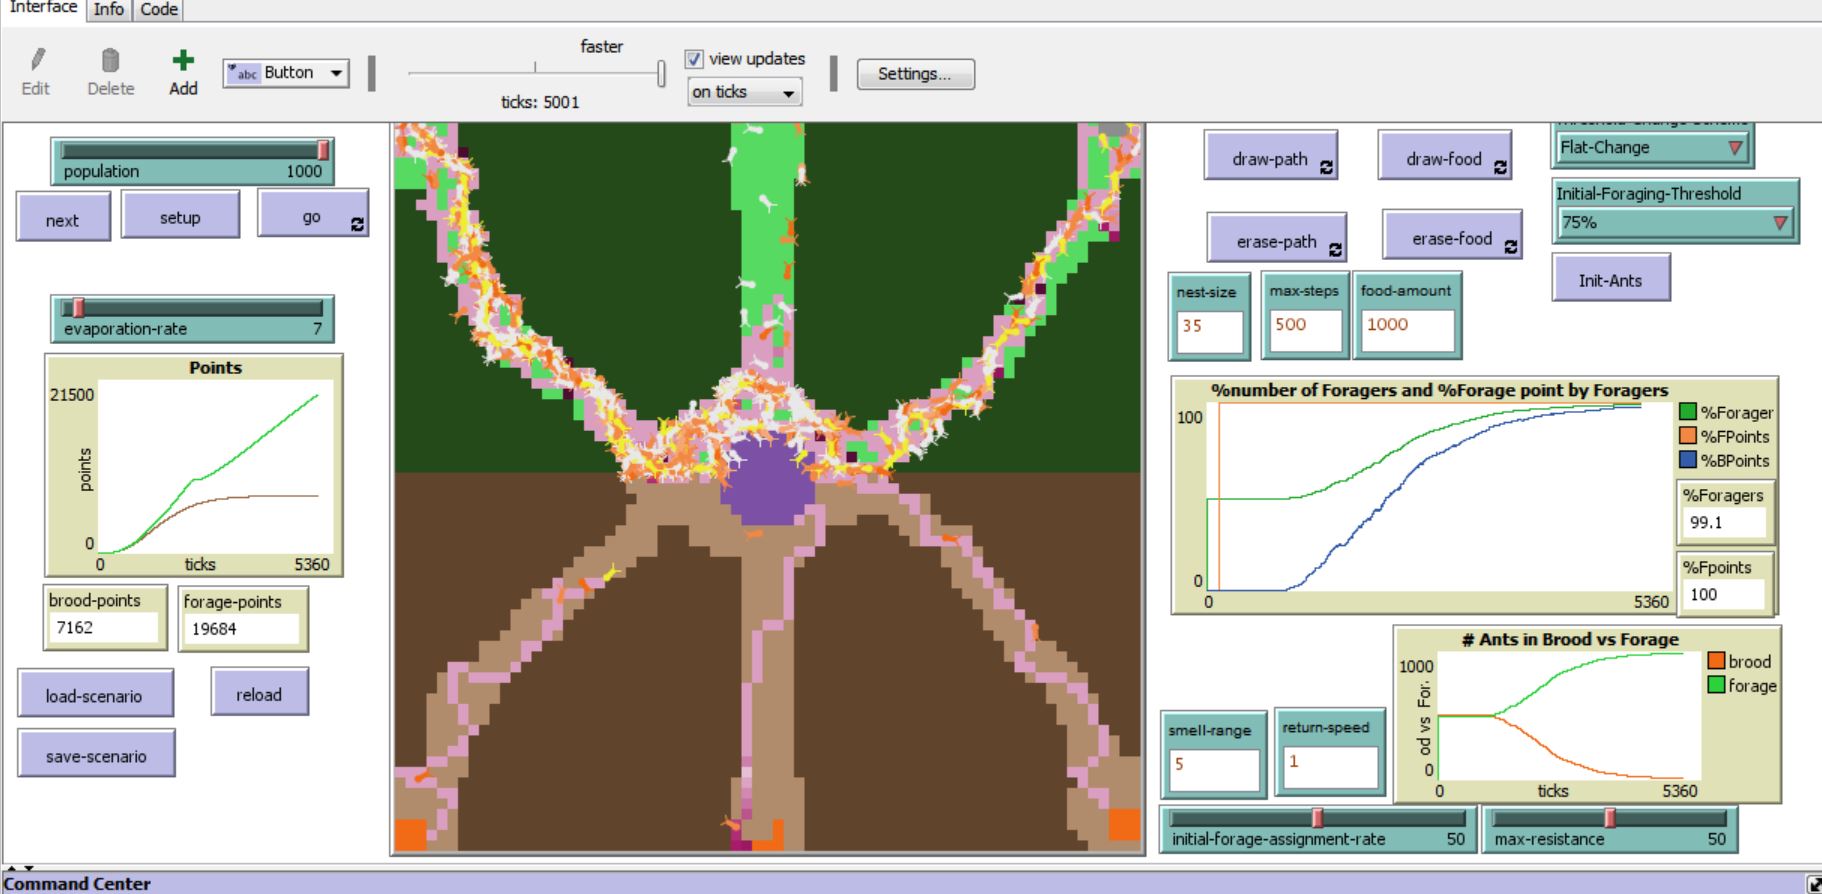 Interface Info Code
faster
view updates
Edit Delete Add abc Button
ticks: 5001
on ticks
Settings...
population 1000
next setup go
evaporation-rate 7
Points
21500
points
0
0 ticks 5360
brood-points
7162
forage-points
19684
load-scenario reload
save-scenario
draw-path draw-food
Flat-Change
erase-path erase-food
Initial-Foraging-Threshold
75%
Init-Ants
nest-size
35
max-steps
500
food-amount
1000
%number of Foragers and %Forage point by Foragers
100
0
0 5360
%Forager
%FPoints
%BPoints
%Foragers
99.1
%Fpoints
100
# Ants in Brood vs Forage
1000
od vs For.
0
0 ticks 5360
brood
forage
smell-range
5
return-speed
1
initial-forage-assignment-rate 50
max-resistance 50
Command Center